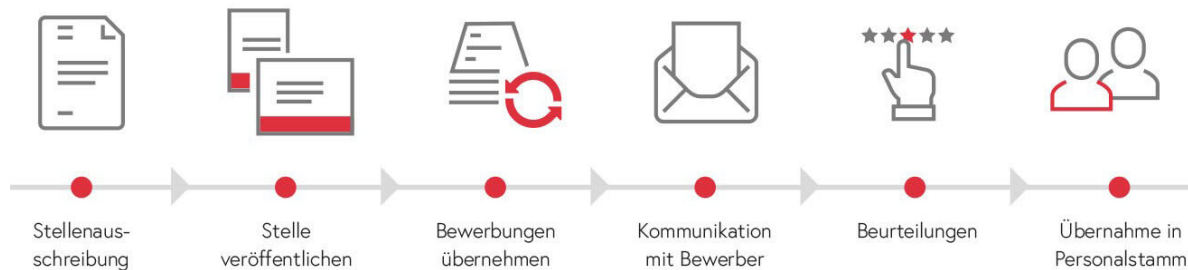 Stellenaus-
schreibung
Stelle
veröffentlichen
Bewerbungen
übernehmen
Kommunikation
mit Bewerber
Beurteilungen
Übernahme in
Personalstamm